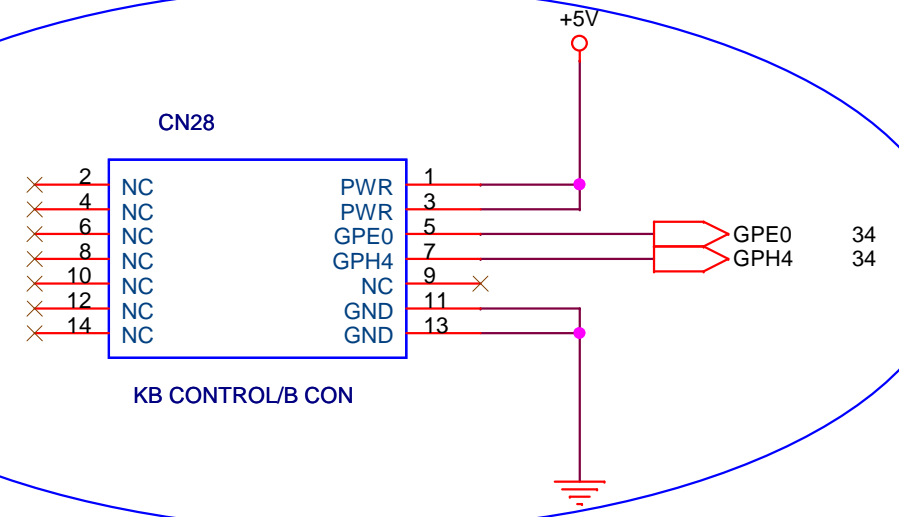 +5V
CN28
2 NC PWR 1
4 NC PWR 3
6 NC GPE0 5 GPE0 34
8 NC GPH4 7 GPH4 34
10 NC NC 9
12 NC GND 11
14 NC GND 13
KB CONTROL/B CON